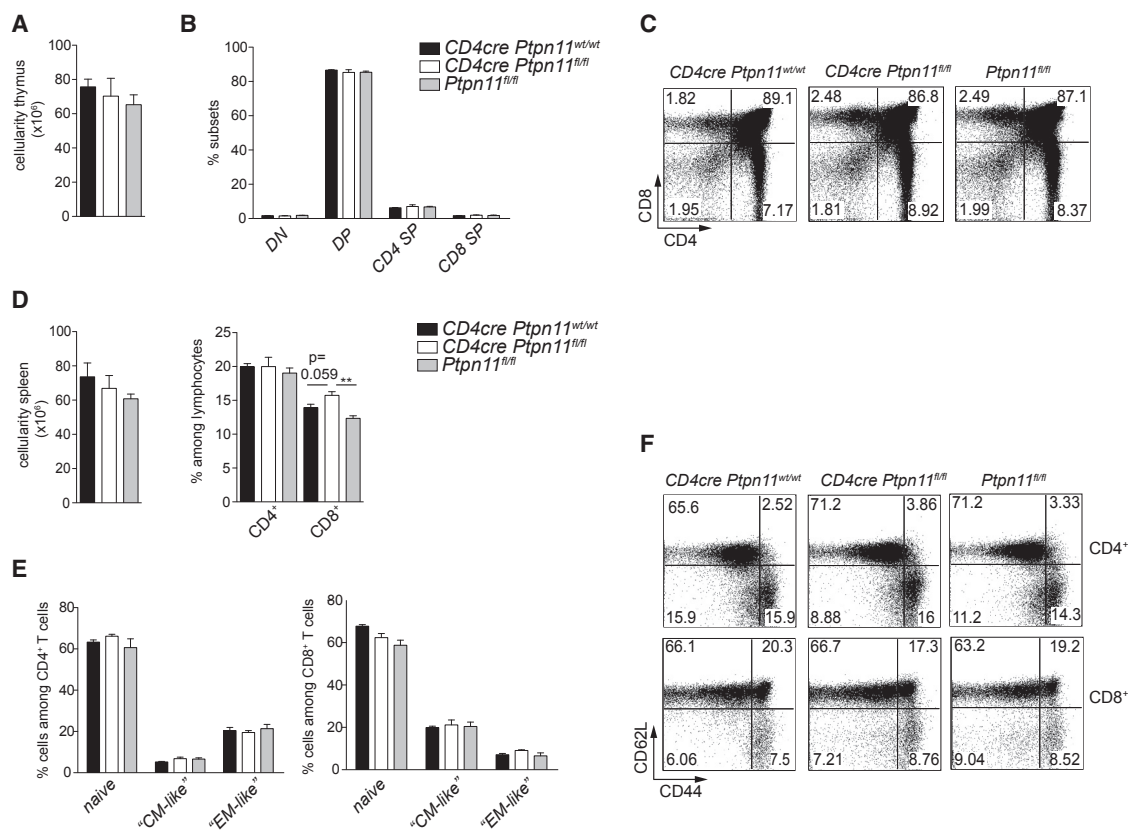 A
cellularity thymus
(x10⁶)
100
80
60
40
20
0
B
% subsets
100
80
60
40
20
0
DN
DP
CD4 SP
CD8 SP
CD4cre Ptpn11wt/wt
CD4cre Ptpn11fl/fl
Ptpn11fl/fl
C
CD4cre Ptpn11wt/wt
CD4cre Ptpn11fl/fl
Ptpn11fl/fl
1.82 89.1
1.95 7.17
2.48 86.8
1.81 8.92
2.49 87.1
1.99 8.37
CD8
CD4
D
cellularity spleen
(x10⁶)
100
80
60
40
20
0
% among lymphocytes
25
20
15
10
5
0
p=
0.059
**
CD4⁺
CD8⁺
CD4cre Ptpn11wt/wt
CD4cre Ptpn11fl/fl
Ptpn11fl/fl
E
% cells among CD4⁺ T cells
80
60
40
20
0
naive
“CM-like”
“EM-like”
% cells among CD8⁺ T cells
80
60
40
20
0
naive
“CM-like”
“EM-like”
F
CD4cre Ptpn11wt/wt
CD4cre Ptpn11fl/fl
Ptpn11fl/fl
65.6 2.52
15.9 15.9
71.2 3.86
8.88 16
71.2 3.33
11.2 14.3
CD4⁺
66.1 20.3
6.06 7.5
66.7 17.3
7.21 8.76
63.2 19.2
9.04 8.52
CD8⁺
CD62L
CD44